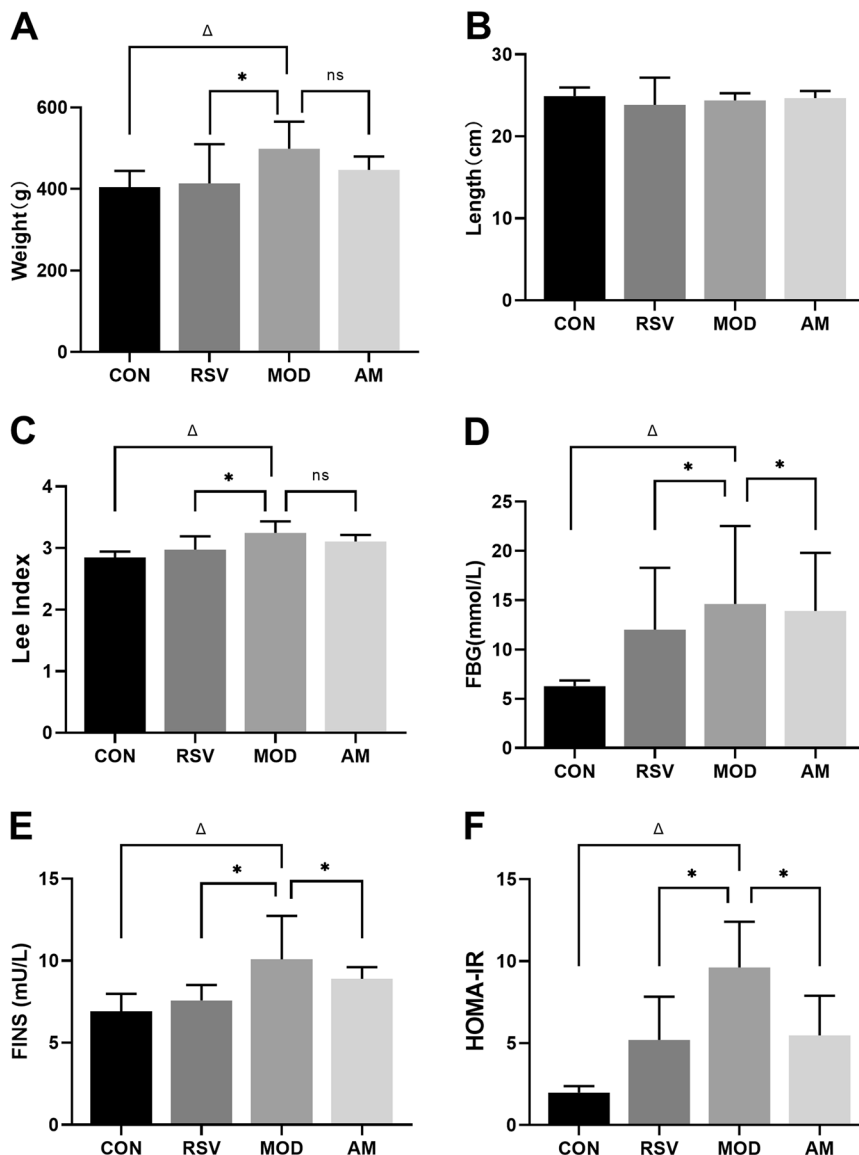 A
Δ
*
ns
Weight(g)
600
400
200
0
CON RSV MOD AM
B
Length(cm)
30
20
10
0
CON RSV MOD AM
C
Δ
*
ns
Lee Index
4
3
2
1
0
CON RSV MOD AM
D
Δ
*
*
FBG(mmol/L)
25
20
15
10
5
0
CON RSV MOD AM
E
Δ
*
*
FINS (mU/L)
15
10
5
0
CON RSV MOD AM
F
Δ
*
*
HOMA-IR
15
10
5
0
CON RSV MOD AM